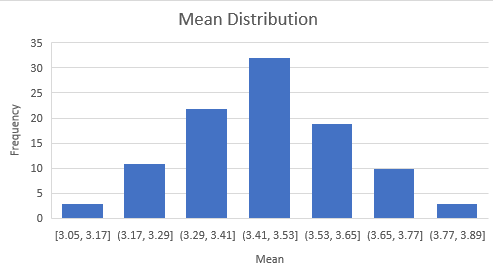 Mean Distribution
35
30
25
20
15
10
5
0
Frequency
[3.05, 3.17] (3.17, 3.29] (3.29, 3.41] (3.41, 3.53] (3.53, 3.65] (3.65, 3.77] (3.77, 3.89]
Mean